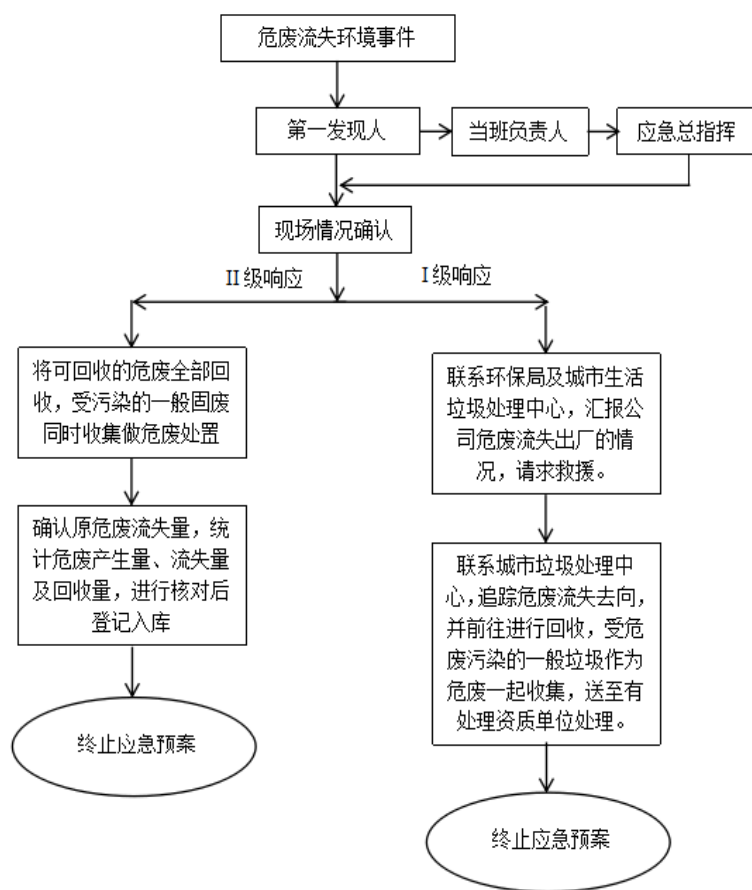 危废流失环境事件
第一发现人
当班负责人
应急总指挥
现场情况确认
II级响应
I级响应
将可回收的危废全部回
收，受污染的一般固废
同时收集做危废处置
联系环保局及城市生活
垃圾处理中心，汇报公
司危废流失出厂的情
况，请求救援。
确认原危废流失量，统
计危废产生量、流失量
及回收量，进行核对后
登记入库
联系城市垃圾处理中
心，追踪危废流失去向，
并前往进行回收，受危
废污染的一般垃圾作为
危废一起收集，送至有
处理资质单位处理。
终止应急预案
终止应急预案